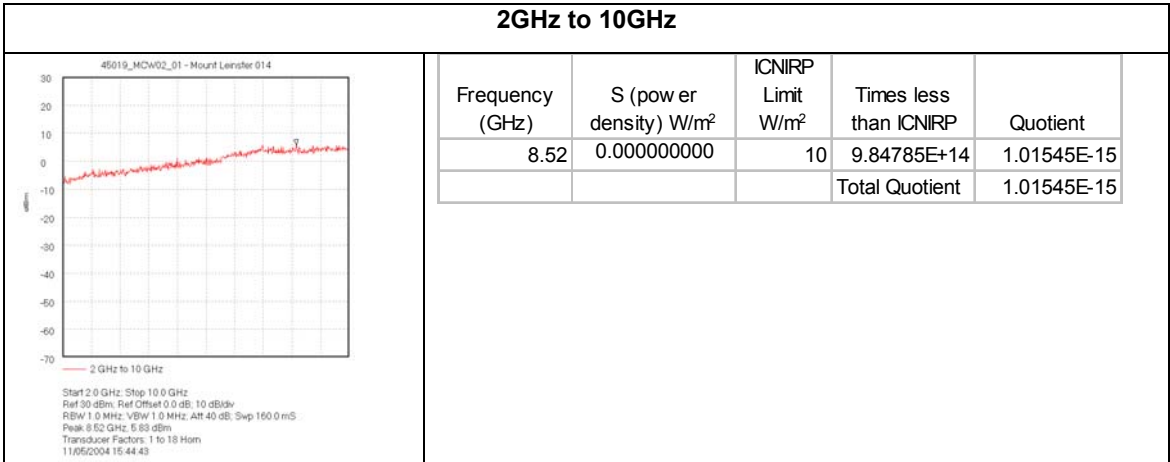 2GHz to 10GHz
45019_MCW02_01 - Mount Leinster 014
30
20
10
0
-10
-20
-30
-40
-50
-60
-70
dBm
2 GHz to 10 GHz
Start 2.0 GHz; Stop 10.0 GHz
Ref 30 dBm; Ref Offset 0.0 dB; 10 dB/div
RBW 1.0 MHz; VBW 1.0 MHz; Att 40 dB; Swp 160.0 mS
Peak 8.52 GHz, 5.83 dBm
Transducer Factors: 1 to 18 Horn
11/05/2004 15:44:43
Frequency (GHz) S (pow er density) W/m² ICNIRP Limit W/m² Times less than ICNIRP Quotient
8.52 0.000000000 10 9.84785E+14 1.01545E-15
Total Quotient 1.01545E-15